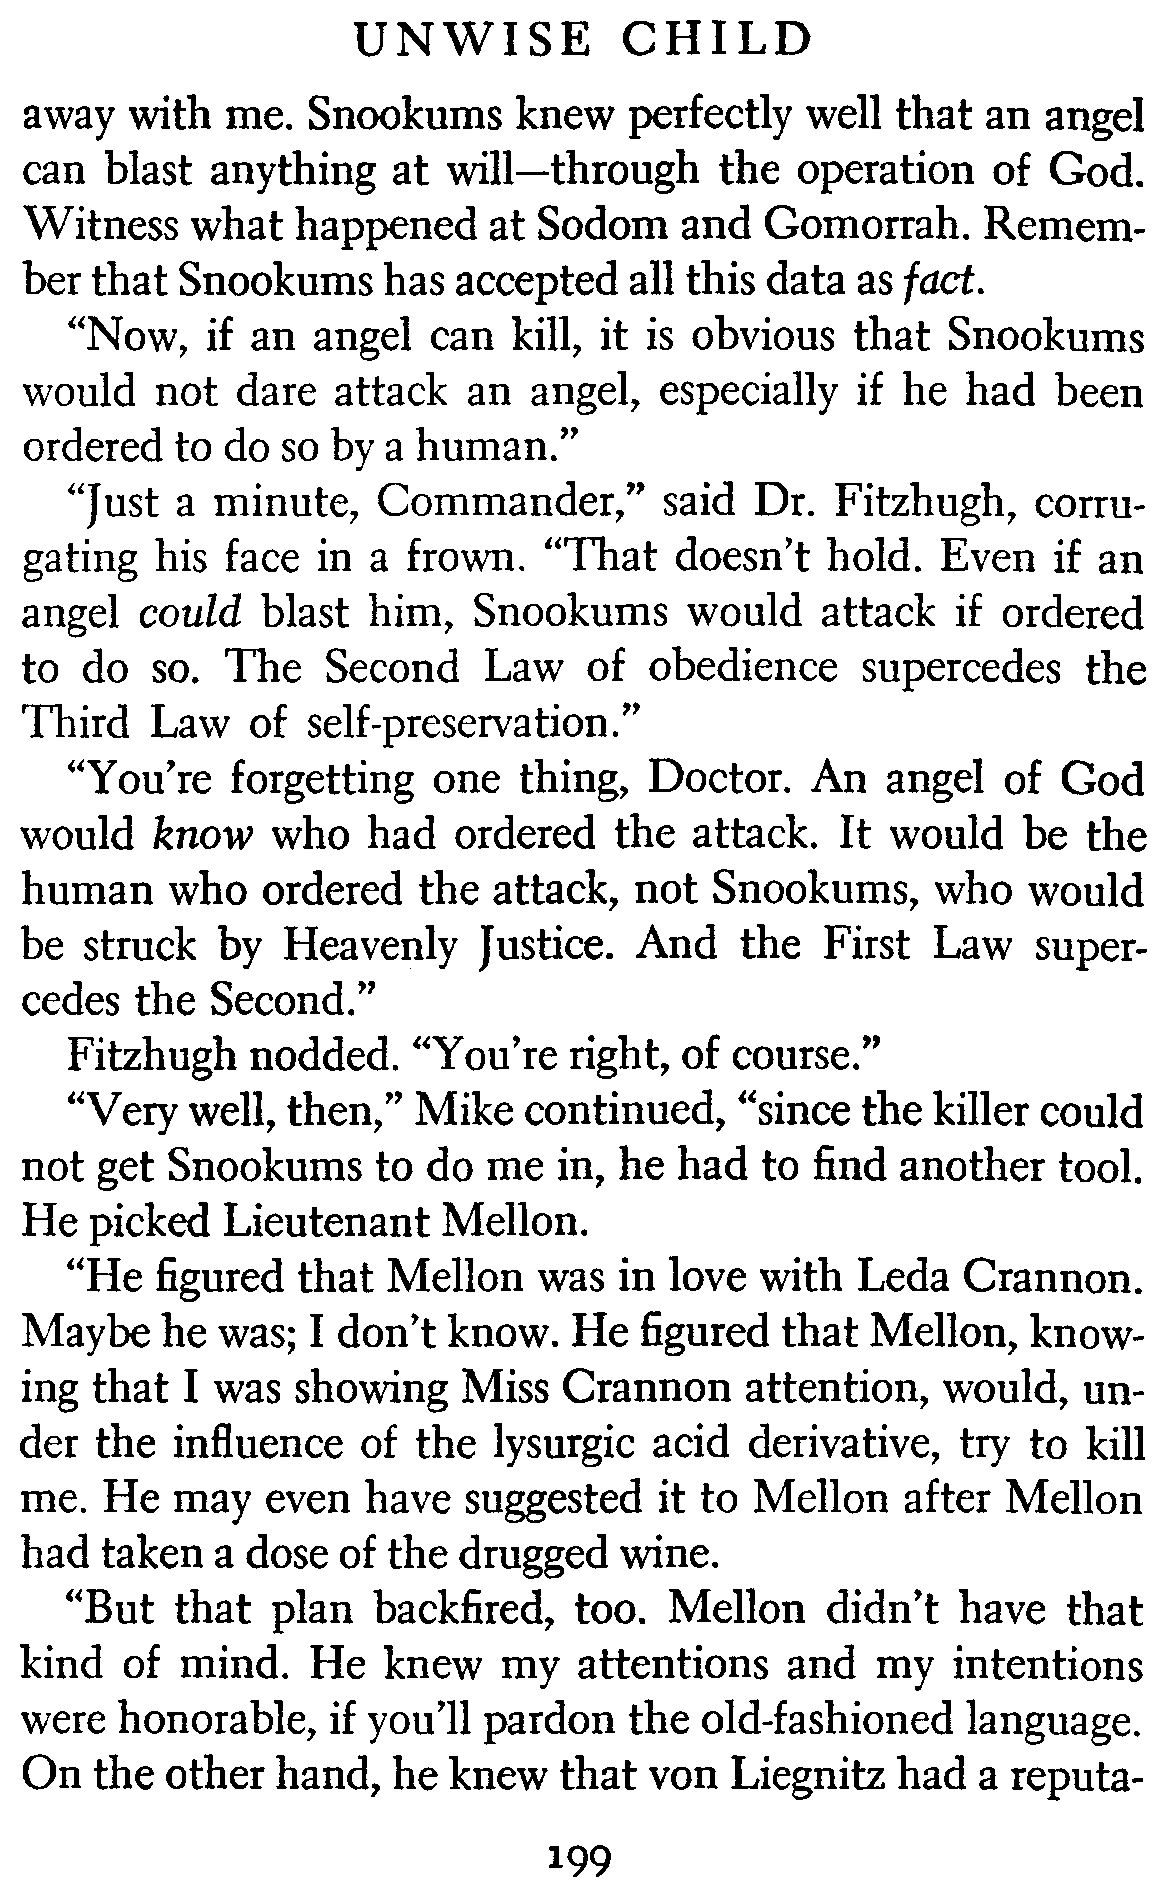 UNWISE CHILD
away with me. Snookums knew perfectly well that an angel
can blast anything at will—through the operation of God.
Witness what happened at Sodom and Gomorrah. Remem-
ber that Snookums has accepted all this data as fact.
“Now, if an angel can kill, it is obvious that Snookums
would not dare attack an angel, especially if he had been
ordered to do so by a human.”
“Just a minute, Commander,” said Dr. Fitzhugh, corru-
gating his face in a frown. “That doesn’t hold. Even if an
angel could blast him, Snookums would attack if ordered
to do so. The Second Law of obedience supercedes the
Third Law of self-preservation.”
“You’re forgetting one thing, Doctor. An angel of God
would know who had ordered the attack. It would be the
human who ordered the attack, not Snookums, who would
be struck by Heavenly Justice. And the First Law super-
cedes the Second.”
Fitzhugh nodded. “You’re right, of course.”
“Very well, then,” Mike continued, “since the killer could
not get Snookums to do me in, he had to find another tool.
He picked Lieutenant Mellon.
“He figured that Mellon was in love with Leda Crannon.
Maybe he was; I don’t know. He figured that Mellon, know-
ing that I was showing Miss Crannon attention, would, un-
der the influence of the lysurgic acid derivative, try to kill
me. He may even have suggested it to Mellon after Mellon
had taken a dose of the drugged wine.
“But that plan backfired, too. Mellon didn’t have that
kind of mind. He knew my attentions and my intentions
were honorable, if you’ll pardon the old-fashioned language.
On the other hand, he knew that von Liegnitz had a reputa-
199